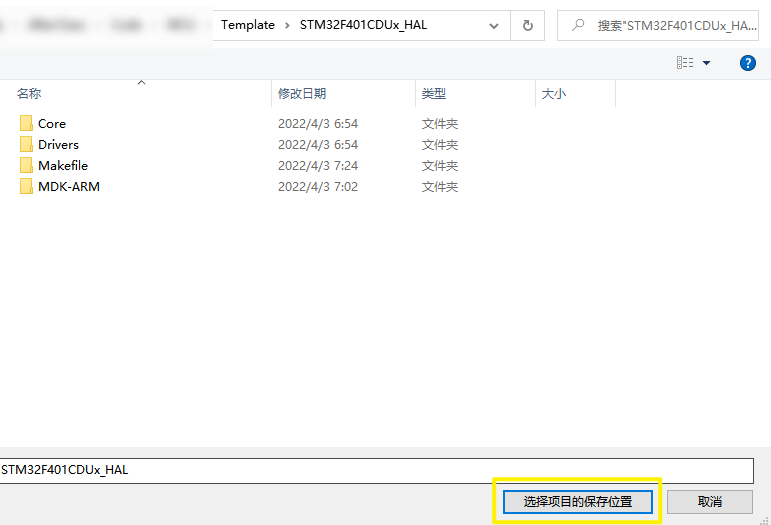 Template > STM32F401CDUx_HAL 搜索"STM32F401CDUx_HA...
?
名称 修改日期 类型 大小
Core 2022/4/3 6:54 文件夹
Drivers 2022/4/3 6:54 文件夹
Makefile 2022/4/3 7:24 文件夹
MDK-ARM 2022/4/3 7:02 文件夹
STM32F401CDUx_HAL
选择项目的保存位置 取消